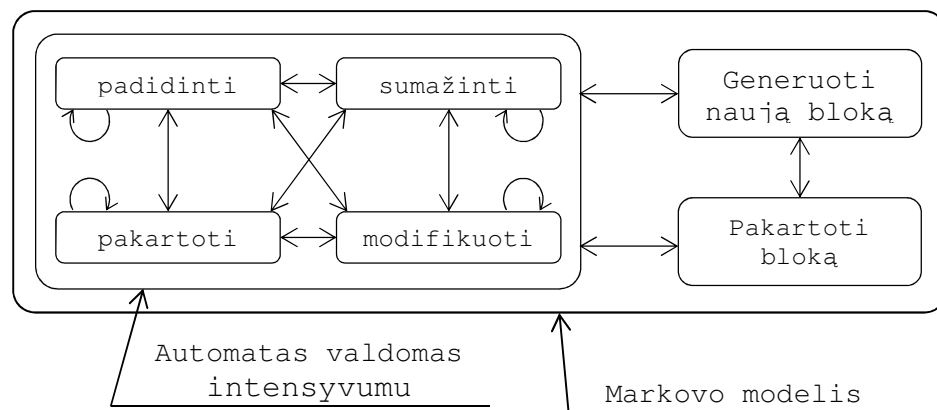 padidinti
sumažinti
Generuoti
naują bloką
pakartoti
modifikuoti
Pakartoti
bloką
Automatas valdomas
intensyvumu
Markovo modelis